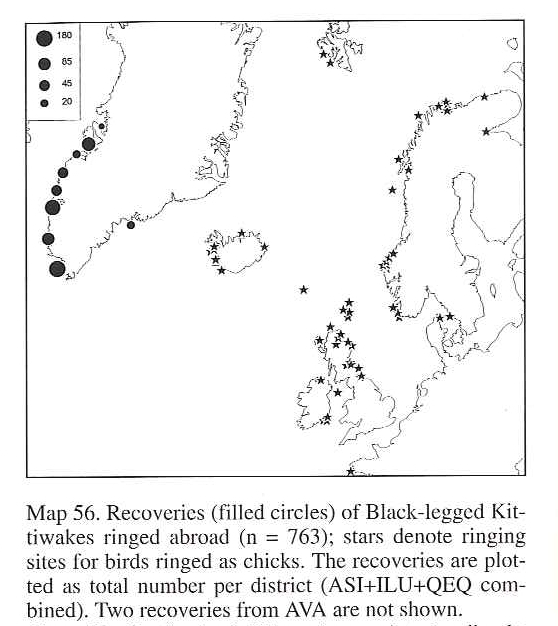 180
85
45
20
Map 56. Recoveries (filled circles) of Black-legged Kit-
tiwakes ringed abroad (n = 763); stars denote ringing
sites for birds ringed as chicks. The recoveries are plot-
ted as total number per district (ASI+ILU+QEQ com-
bined). Two recoveries from AVA are not shown.